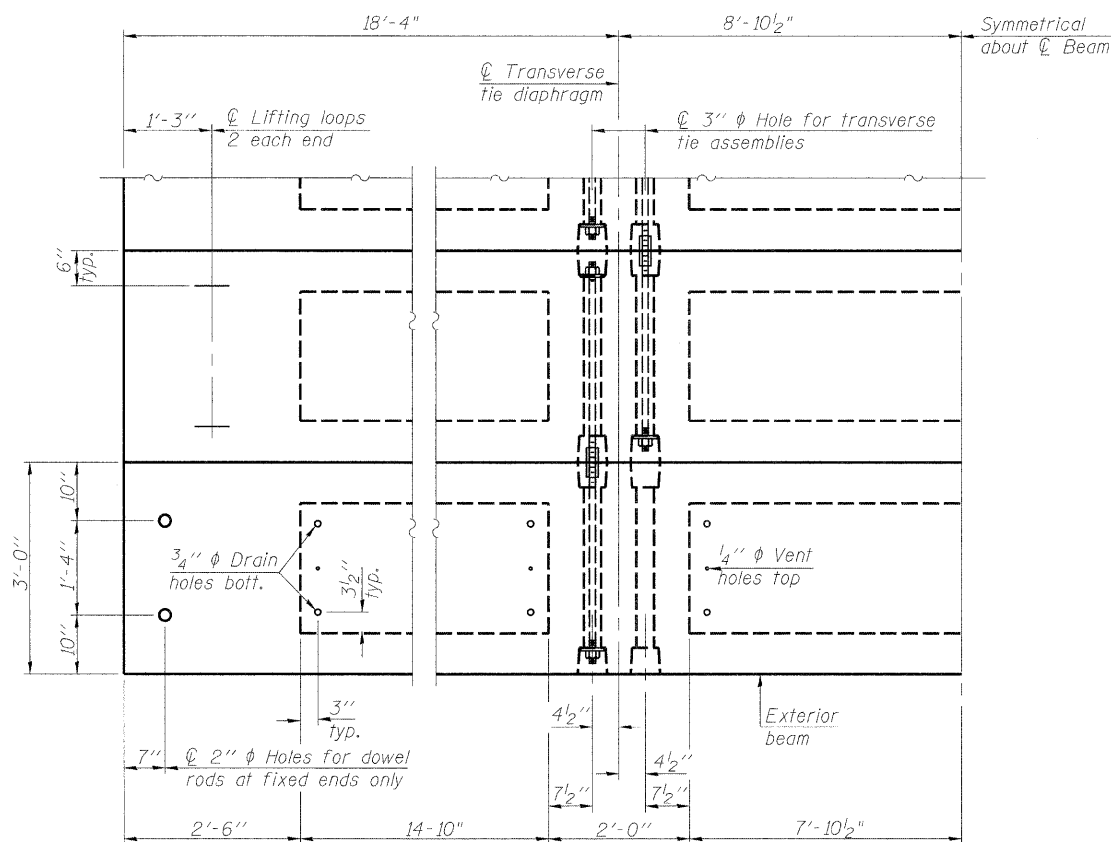 18'-4"
8'-10½"
Symmetrical
about ℄ Beam
℄ Transverse
tie diaphragm
1'-3"
℄ Lifting loops
2 each end
℄ 3" ϕ Hole for transverse
tie assemblies
6"
typ.
3'-0"
10"
1'-4"
10"
¾" ϕ Drain
holes bott.
3½"
typ.
¼" ϕ Vent
holes top
3"
typ.
4½"
Exterior
beam
7"
℄ 2" ϕ Holes for dowel
rods at fixed ends only
4½"
7½"
7½"
2'-6"
14-10"
2'-0"
7'-10½"